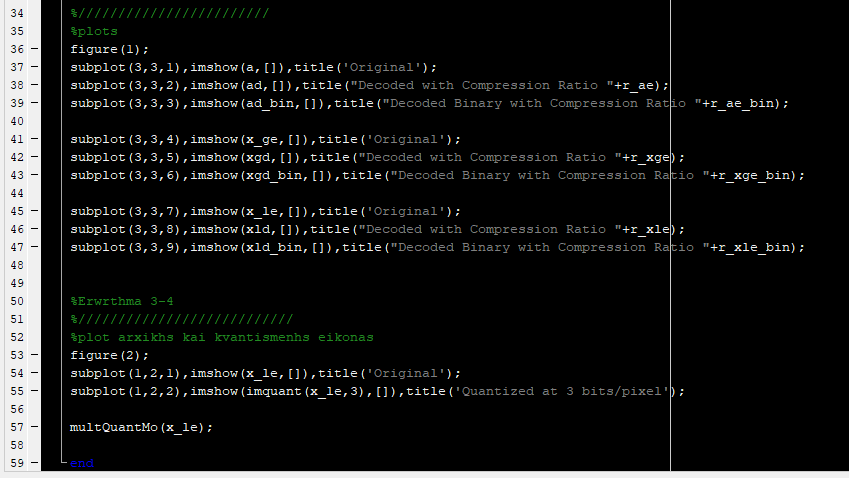 34 %////////////////////////
35 %plots
36 — figure(1);
37 — subplot(3,3,1),imshow(a,[]),title('Original');
38 — subplot(3,3,2),imshow(ad,[]),title("Decoded with Compression Ratio "+r_ae);
39 — subplot(3,3,3),imshow(ad_bin,[]),title("Decoded Binary with Compression Ratio "+r_ae_bin);
40
41 — subplot(3,3,4),imshow(x_ge,[]),title('Original');
42 — subplot(3,3,5),imshow(xgd,[]),title("Decoded with Compression Ratio "+r_xge);
43 — subplot(3,3,6),imshow(xgd_bin,[]),title("Decoded Binary with Compression Ratio "+r_xge_bin);
44
45 — subplot(3,3,7),imshow(x_le,[]),title('Original');
46 — subplot(3,3,8),imshow(xld,[]),title("Decoded with Compression Ratio "+r_xle);
47 — subplot(3,3,9),imshow(xld_bin,[]),title("Decoded Binary with Compression Ratio "+r_xle_bin);
48
49
50 %Erwrthma 3-4
51 %///////////////////////////
52 %plot arxikhs kai kvantismenhs eikonas
53 — figure(2);
54 — subplot(1,2,1),imshow(x_le,[]),title('Original');
55 — subplot(1,2,2),imshow(imquant(x_le,3),[]),title('Quantized at 3 bits/pixel');
56
57 — multQuantMo(x_le);
58
59 — end